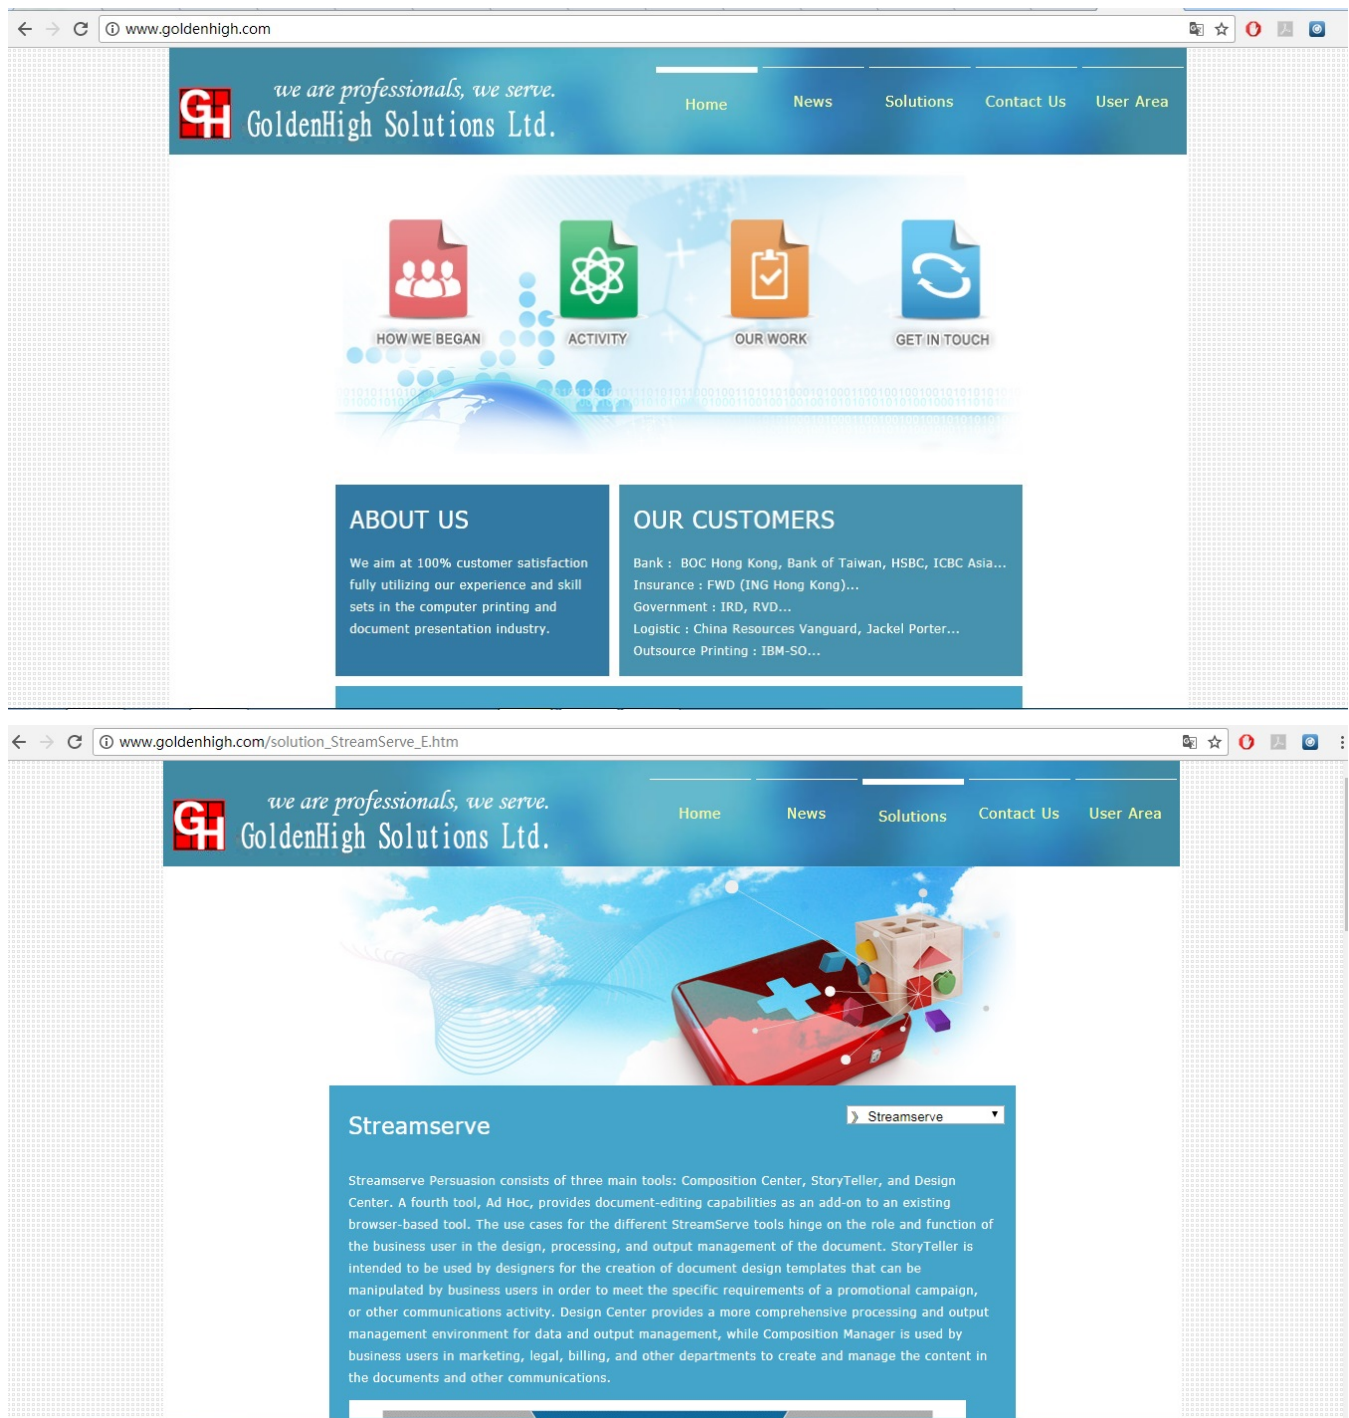 www.goldenhigh.com
we are professionals, we serve.
GH
GoldenHigh Solutions Ltd.
Home
News
Solutions
Contact Us
User Area
HOW WE BEGAN
ACTIVITY
OUR WORK
GET IN TOUCH
ABOUT US
We aim at 100% customer satisfaction
fully utilizing our experience and skill
sets in the computer printing and
document presentation industry.
OUR CUSTOMERS
Bank : BOC Hong Kong, Bank of Taiwan, HSBC, ICBC Asia...
Insurance : FWD (ING Hong Kong)...
Government : IRD, RVD...
Logistic : China Resources Vanguard, Jackel Porter...
Outsource Printing : IBM-SO...
www.goldenhigh.com/solution_StreamServe_E.htm
we are professionals, we serve.
GH
GoldenHigh Solutions Ltd.
Home
News
Solutions
Contact Us
User Area
Streamserve
Streamserve
Streamserve Persuasion consists of three main tools: Composition Center, StoryTeller, and Design
Center. A fourth tool, Ad Hoc, provides document-editing capabilities as an add-on to an existing
browser-based tool. The use cases for the different StreamServe tools hinge on the role and function of
the business user in the design, processing, and output management of the document. StoryTeller is
intended to be used by designers for the creation of document design templates that can be
manipulated by business users in order to meet the specific requirements of a promotional campaign,
or other communications activity. Design Center provides a more comprehensive processing and output
management environment for data and output management, while Composition Manager is used by
business users in marketing, legal, billing, and other departments to create and manage the content in
the documents and other communications.